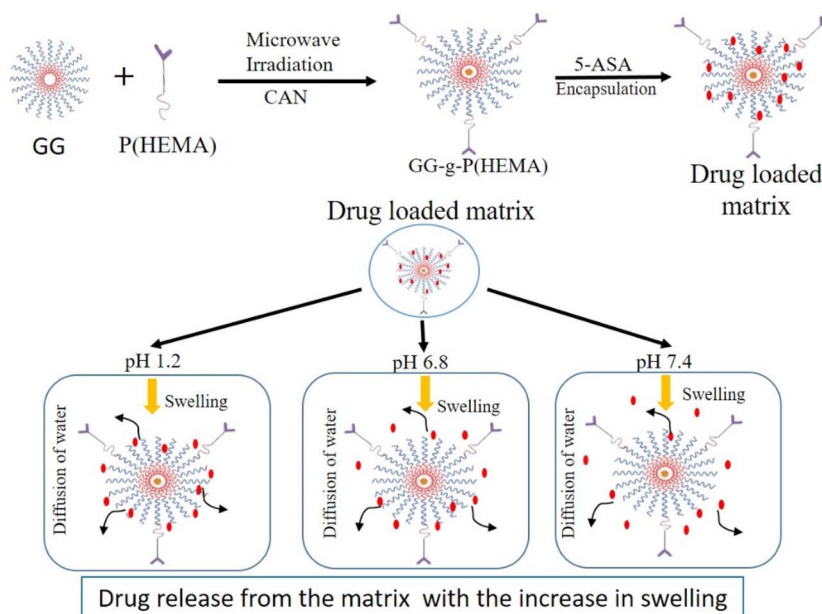 Microwave
Irradiation
CAN
5-ASA
Encapsulation
GG
P(HEMA)
GG-g-P(HEMA)
Drug loaded
matrix
Drug loaded matrix
pH 1.2
pH 6.8
pH 7.4
Swelling
Swelling
Swelling
Diffusion of water
Diffusion of water
Diffusion of water
Drug release from the matrix with the increase in swelling